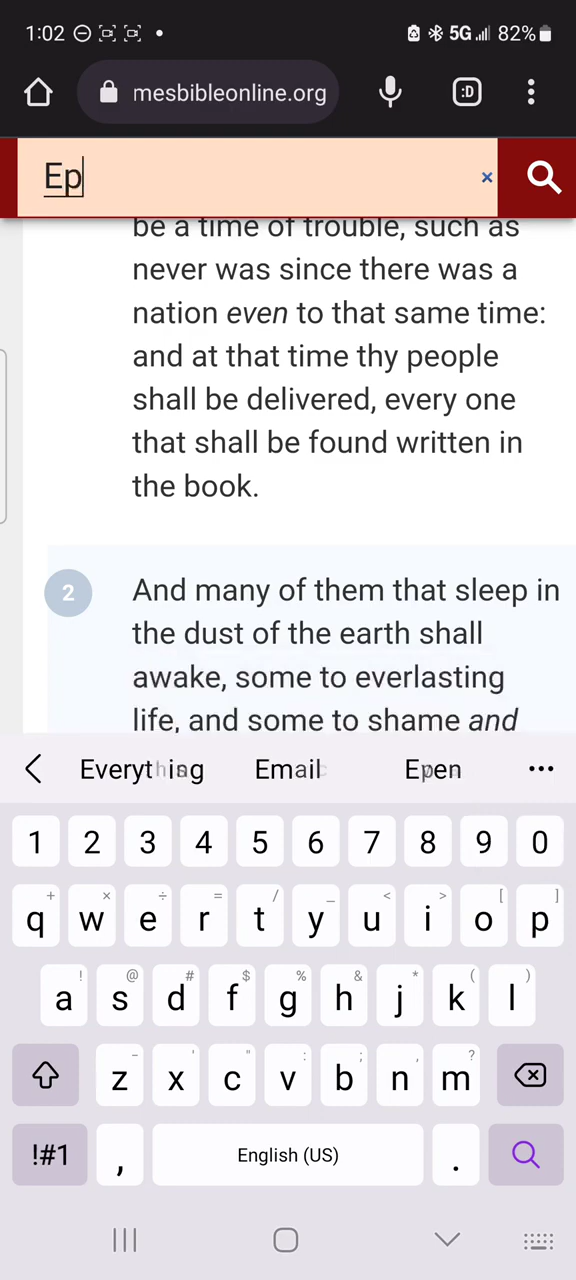 1:02 5G 82%
mesbibleonline.org :D
Ep ×
be a time of trouble, such as
never was since there was a
nation even to that same time:
and at that time thy people
shall be delivered, every one
that shall be found written in
the book.
2 And many of them that sleep in
the dust of the earth shall
awake, some to everlasting
life, and some to shame and
Everything Email Epen ...
1 2 3 4 5 6 7 8 9 0
+ × ÷ = / _ < > [ ]
q w e r t y u i o p
! @ # $ % & * ( )
a s d f g h j k l
- ' " : ; , ?
z x c v b n m
!#1 , English (US) .